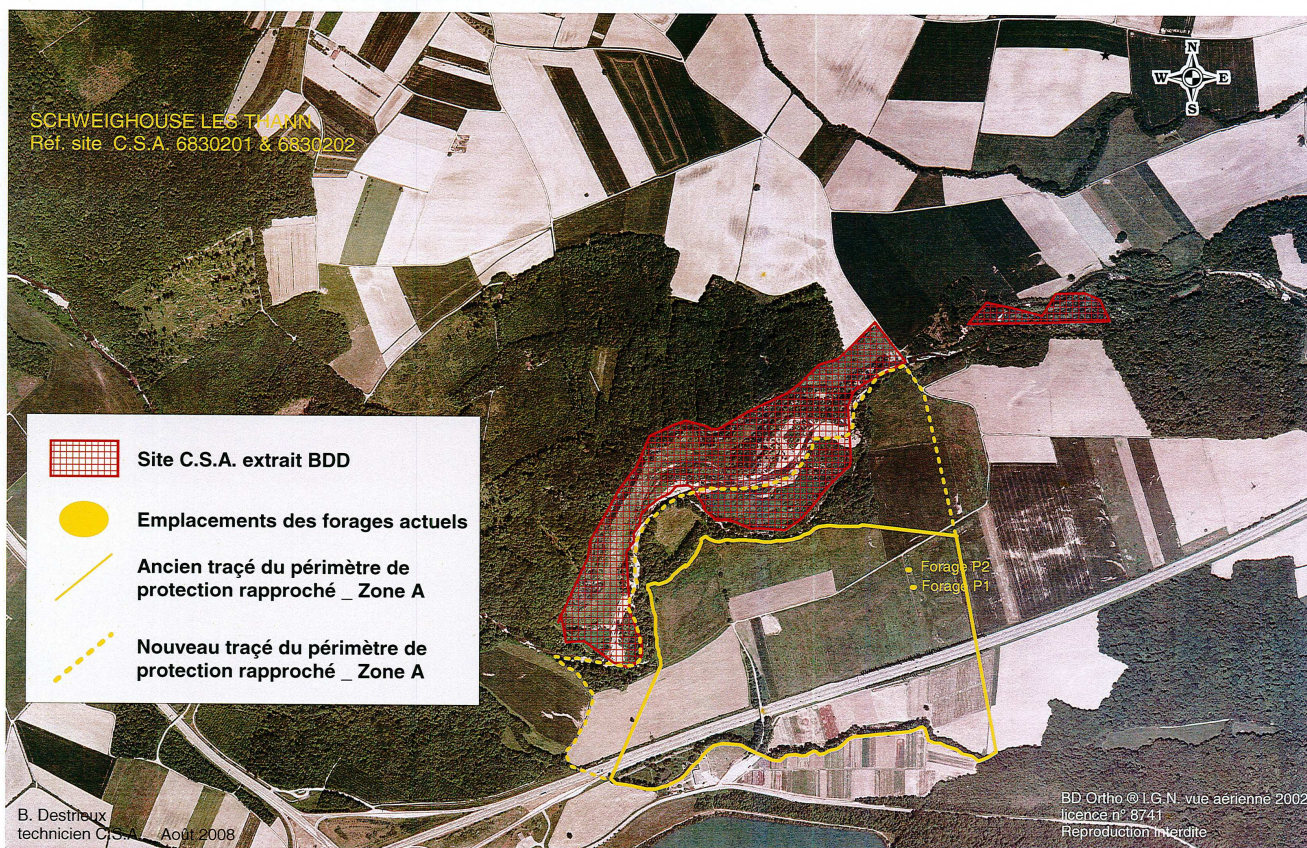 SCHWEIGHOUSE LES THANN
Réf. site C.S.A. 6830201 & 6830202
N
W E
S
Site C.S.A. extrait BDD
Emplacements des forages actuels
Ancien traçé du périmètre de
protection rapproché _ Zone A
Nouveau traçé du périmètre de
protection rapproché _ Zone A
Forage P2
Forage P1
B. Destrieux
technicien C.S.A. Août 2008
BD Ortho ® I.G.N. vue aérienne 2002
licence n° 8741
Reproduction Interdite